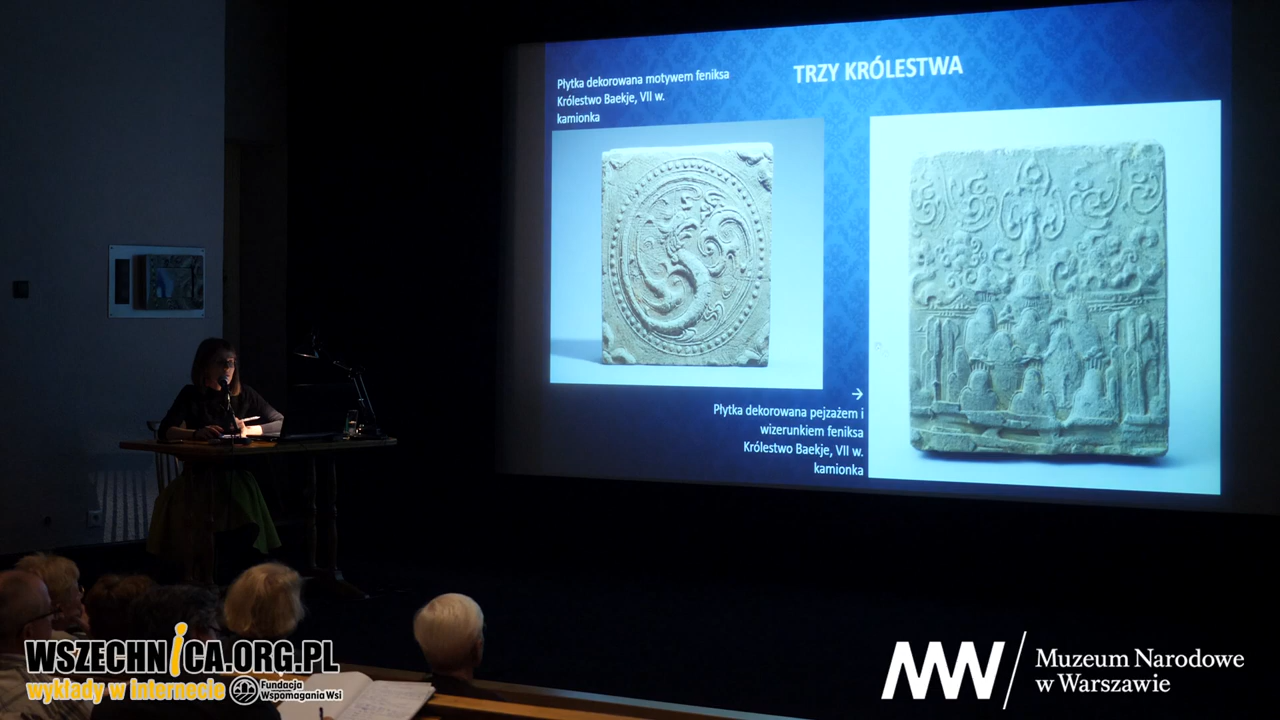 TRZY KRÓLESTWA
Płytka dekorowana motywem feniksa
Królestwo Baekje, VII w.
kamionka
→
Płytka dekorowana pejzażem i
wizerunkiem feniksa
Królestwo Baekje, VII w.
kamionka
WSZECHNiCA.ORG.PL
wykłady w internecie
Fundacja
Wspomagania Wsi
Muzeum Narodowe
w Warszawie